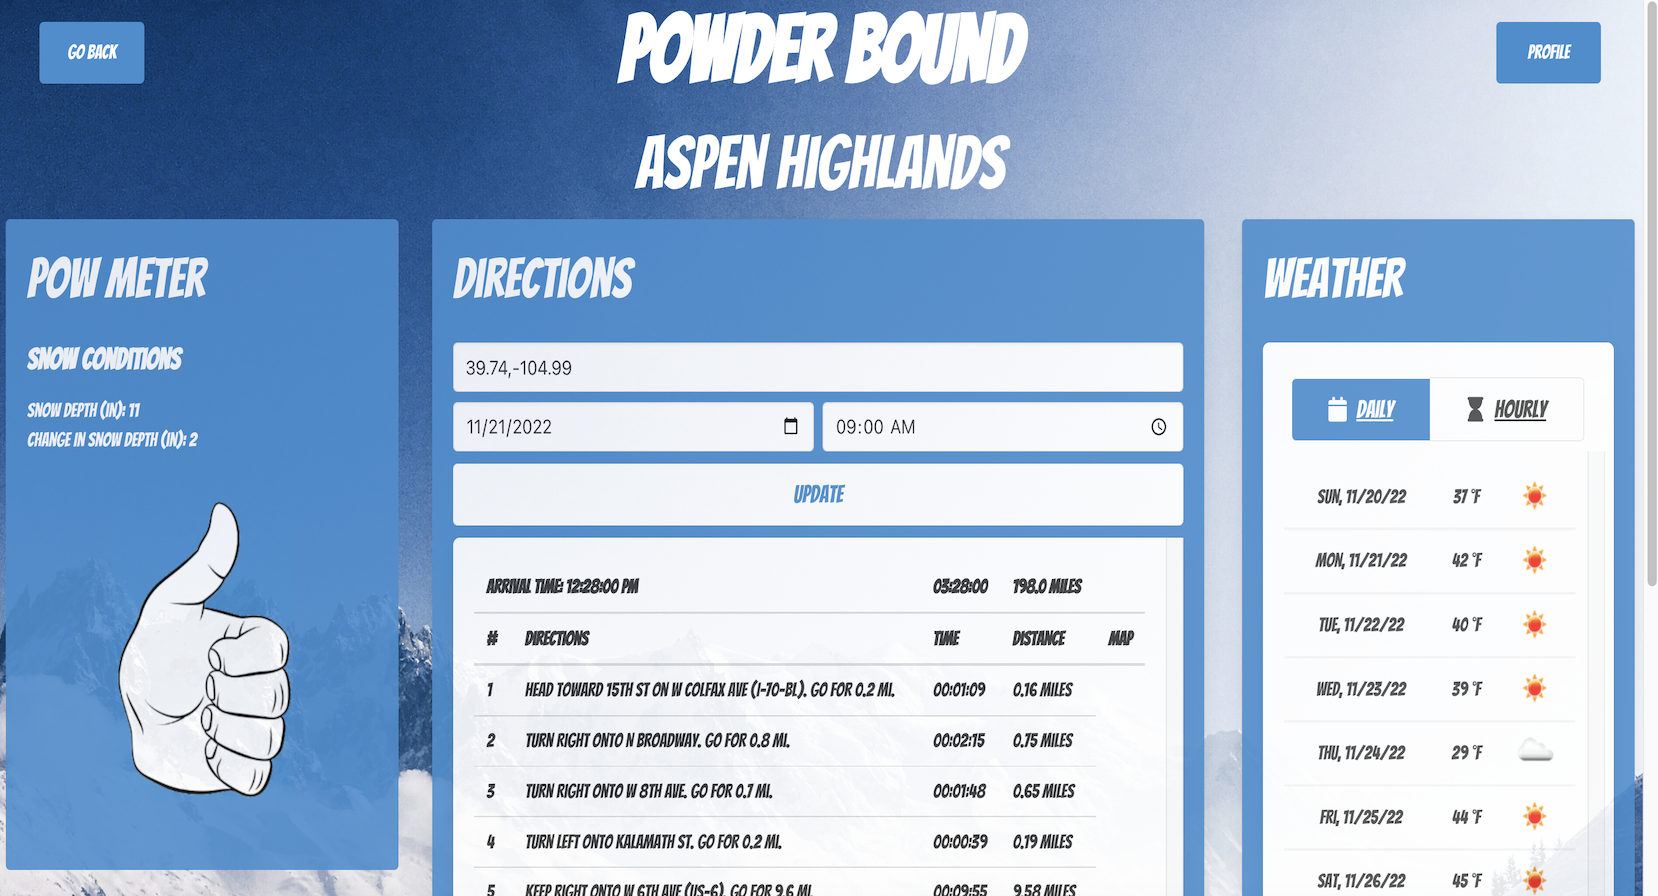 GO BACK
POWDER BOUND
PROFILE
ASPEN HIGHLANDS
POW METER
SNOW CONDITIONS
SNOW DEPTH (IN): 11
CHANGE IN SNOW DEPTH (IN): 2
DIRECTIONS
39.74,-104.99
11/21/2022
09:00 AM
UPDATE
ARRIVAL TIME: 12:28:00 PM 03:28:00 198.0 MILES
# DIRECTIONS TIME DISTANCE MAP
1 HEAD TOWARD 15TH ST ON W COLFAX AVE (I-70-BL). GO FOR 0.2 MI. 00:01:09 0.16 MILES
2 TURN RIGHT ONTO N BROADWAY. GO FOR 0.8 MI. 00:02:15 0.75 MILES
3 TURN RIGHT ONTO W 8TH AVE. GO FOR 0.7 MI. 00:01:48 0.65 MILES
4 TURN LEFT ONTO KALAMATH ST. GO FOR 0.2 MI. 00:00:39 0.19 MILES
5 KEEP RIGHT ONTO W 6TH AVE (US-6). GO FOR 9.6 MI. 00:09:55 9.58 MILES
WEATHER
DAILY
HOURLY
SUN, 11/20/22 37 °F
MON, 11/21/22 42 °F
TUE, 11/22/22 40 °F
WED, 11/23/22 39 °F
THU, 11/24/22 29 °F
FRI, 11/25/22 44 °F
SAT, 11/26/22 45 °F